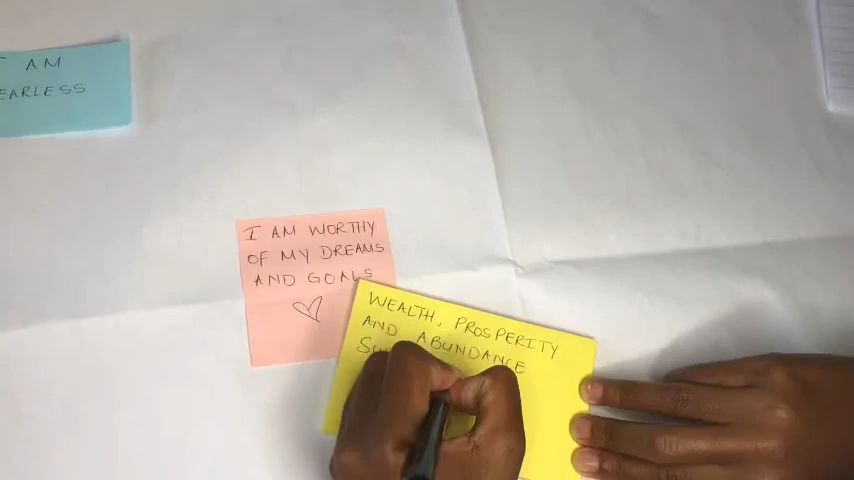 AM
EARLESS
I AM WORTHY
OF MY DREAMS
AND GOALS
WEALTH, PROSPERITY
AND ABUNDANCE